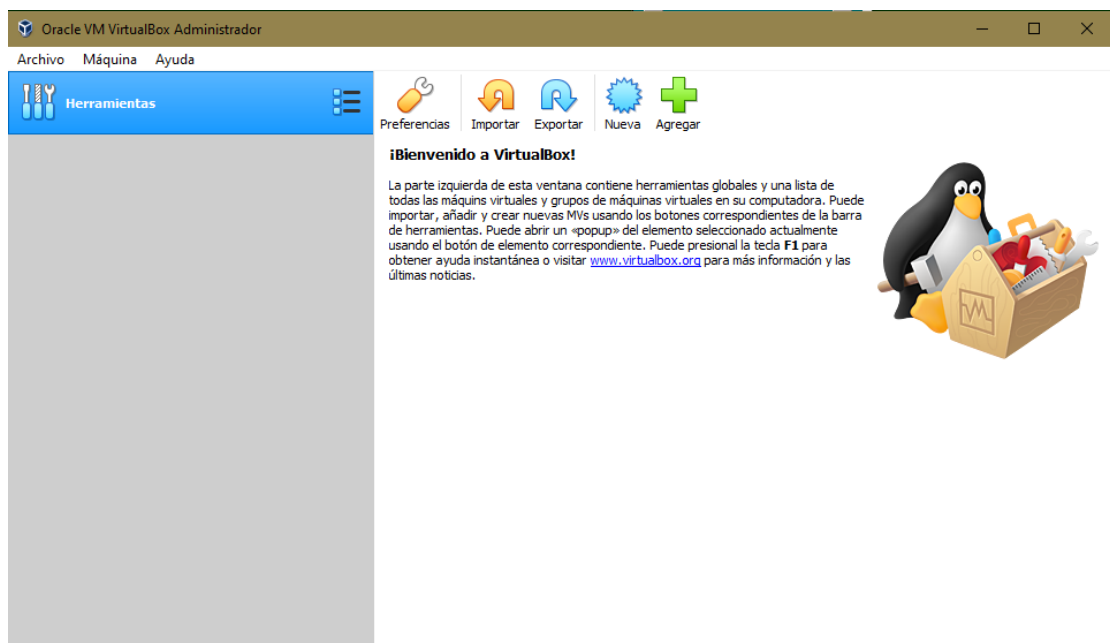 Oracle VM VirtualBox Administrador
Archivo Máquina Ayuda
Herramientas
Preferencias Importar Exportar Nueva Agregar
¡Bienvenido a VirtualBox!
La parte izquierda de esta ventana contiene herramientas globales y una lista de
todas las máquins virtuales y grupos de máquinas virtuales en su computadora. Puede
importar, añadir y crear nuevas MVs usando los botones correspondientes de la barra
de herramientas. Puede abrir un «popup» del elemento seleccionado actualmente
usando el botón de elemento correspondiente. Puede presional la tecla F1 para
obtener ayuda instantánea o visitar www.virtualbox.org para más información y las
últimas noticias.